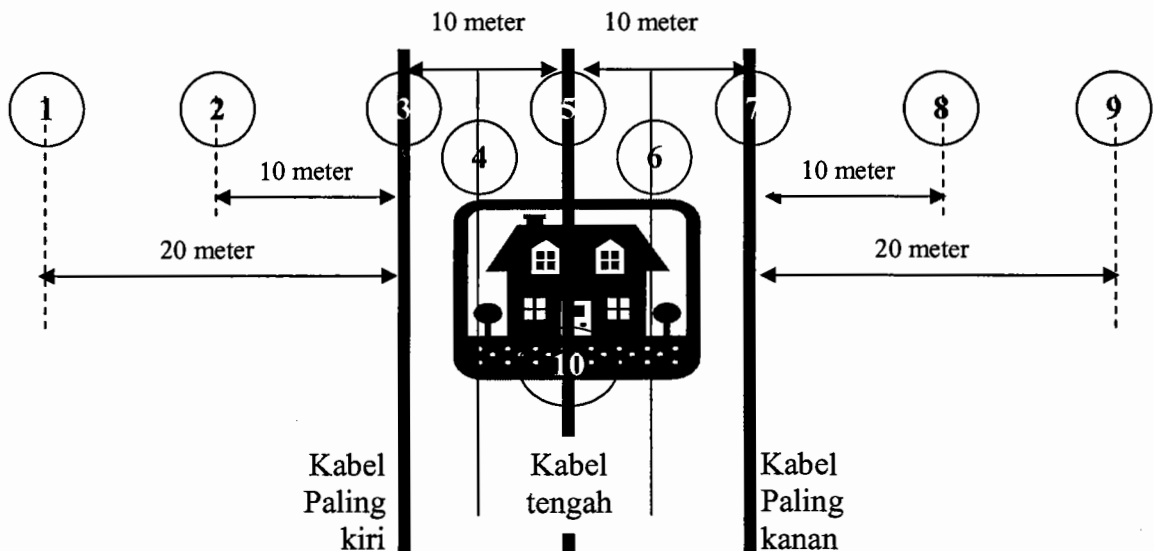 10 meter 10 meter
1 2 3 5 7 8 9
4 6
10 meter 10 meter
20 meter 20 meter
10
Kabel Kabel Kabel
Paling tengah Paling
kiri kanan